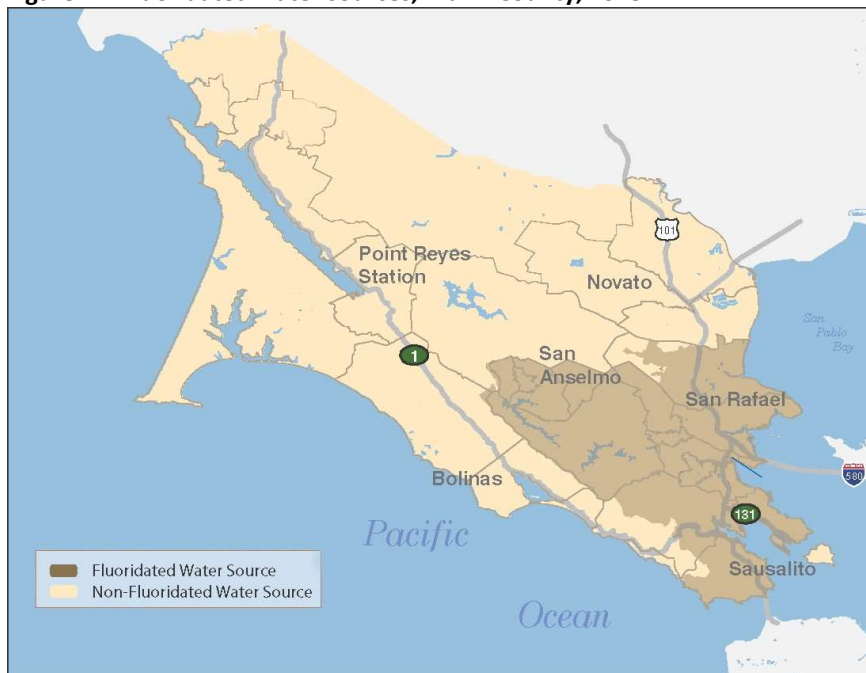 101
Point Reyes
Station
Novato
San
Pablo
Bay
1
San
Anselmo
San Rafael
580
Bolinas
131
Pacific
Sausalito
Fluoridated Water Source
Non-Fluoridated Water Source
Ocean